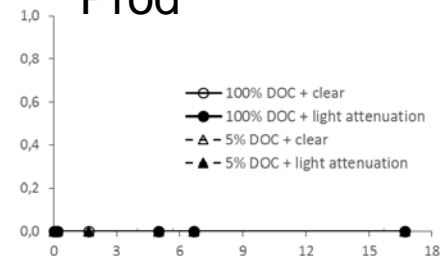 Prod
1,0
0,8
0,6
0,4
0,2
0,0
100% DOC + clear
100% DOC + light attenuation
5% DOC + clear
5% DOC + light attenuation
0 3 6 9 12 15 18